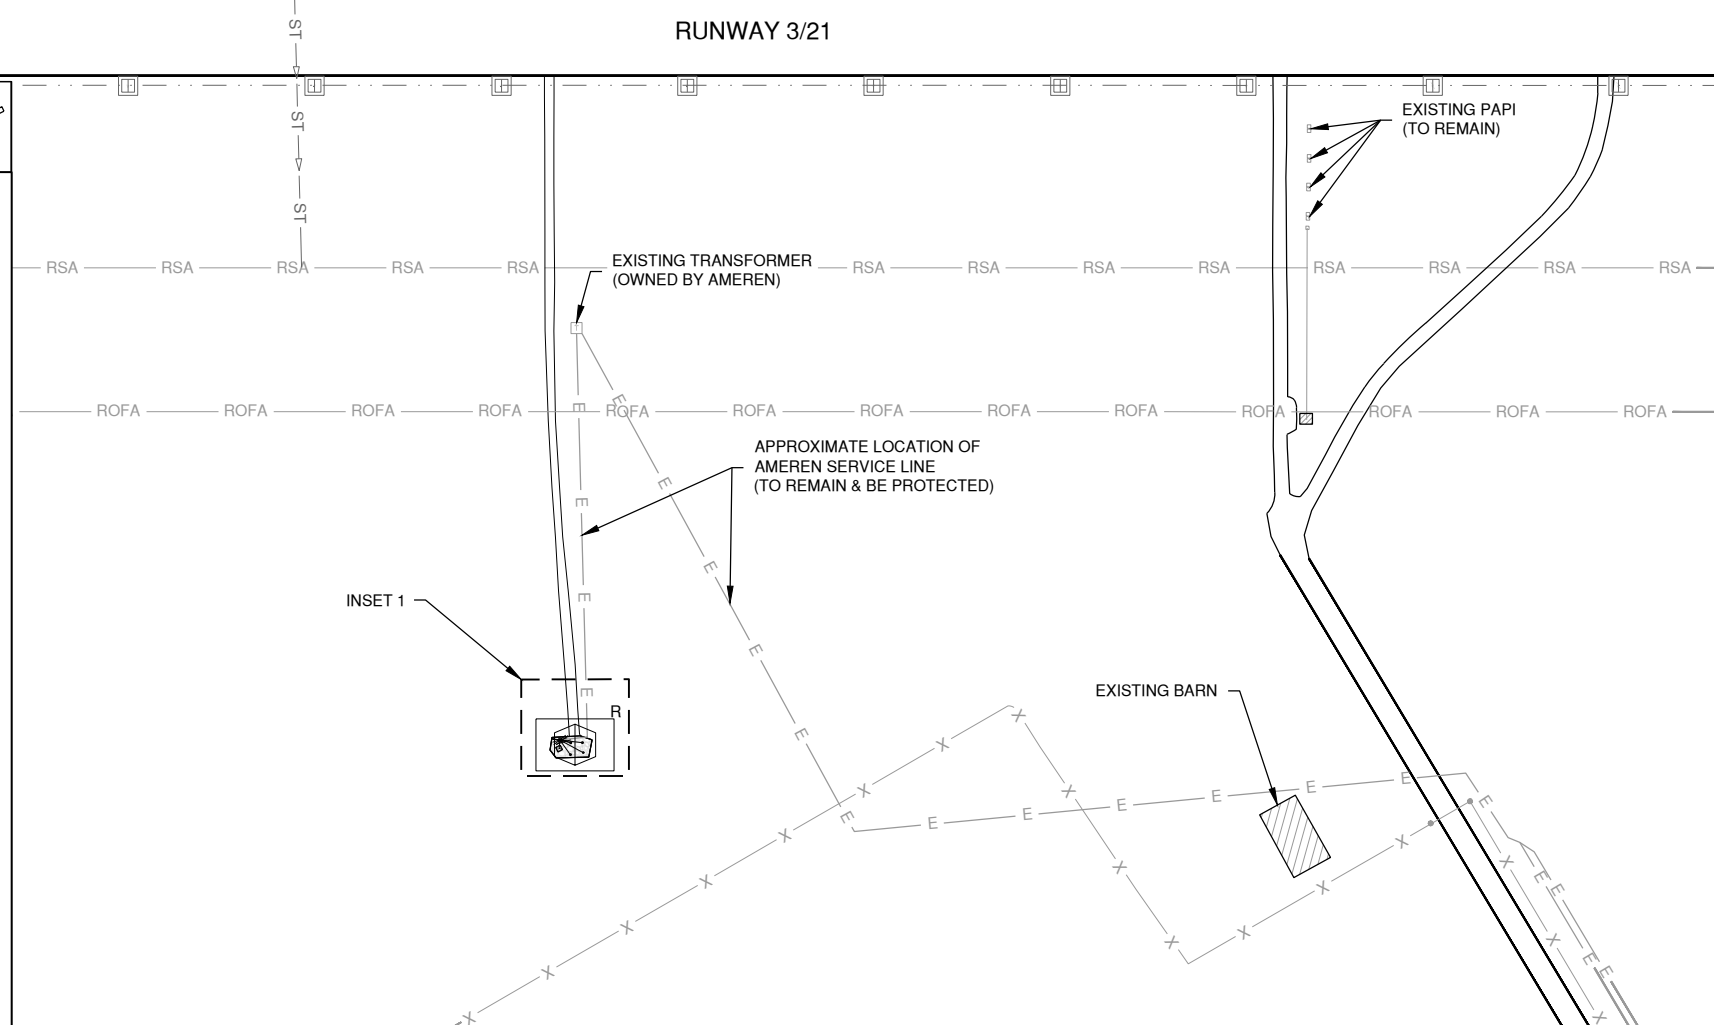 RUNWAY 3/21
ST
ST
ST
EXISTING PAPI
(TO REMAIN)
EXISTING TRANSFORMER
(OWNED BY AMEREN)
RSA RSA RSA RSA RSA RSA RSA RSA RSA RSA RSA RSA RSA RSA
ROFA ROFA ROFA ROFA ROFA ROFA ROFA ROFA ROFA ROFA ROFA ROFA ROFA
E E
APPROXIMATE LOCATION OF
AMEREN SERVICE LINE
(TO REMAIN & BE PROTECTED)
E E
E
INSET 1
E
E
E
EXISTING BARN
R
X
E X
E E E E E E E
X X X E
X X
X X X E E
X X X X
X E E
X X